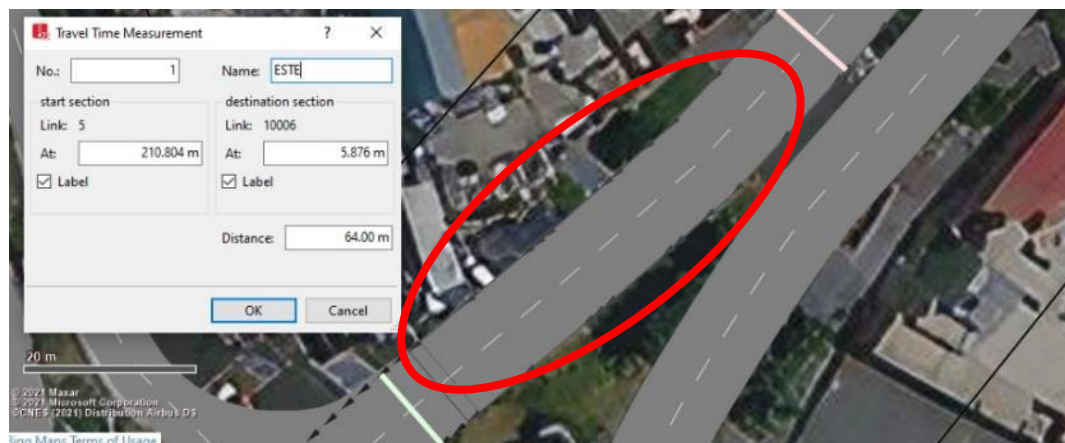 Travel Time Measurement ? ×
No.: 1 Name: ESTE
start section destination section
Link: 5 Link: 10006
At: 210.804 m At: 5.876 m
Label Label
Distance: 64.00 m
OK Cancel
20 m
© 2021 Maxar
© 2021 Microsoft Corporation
©CNES (2021) Distribution Airbus DS
Bing Maps Terms of Usage